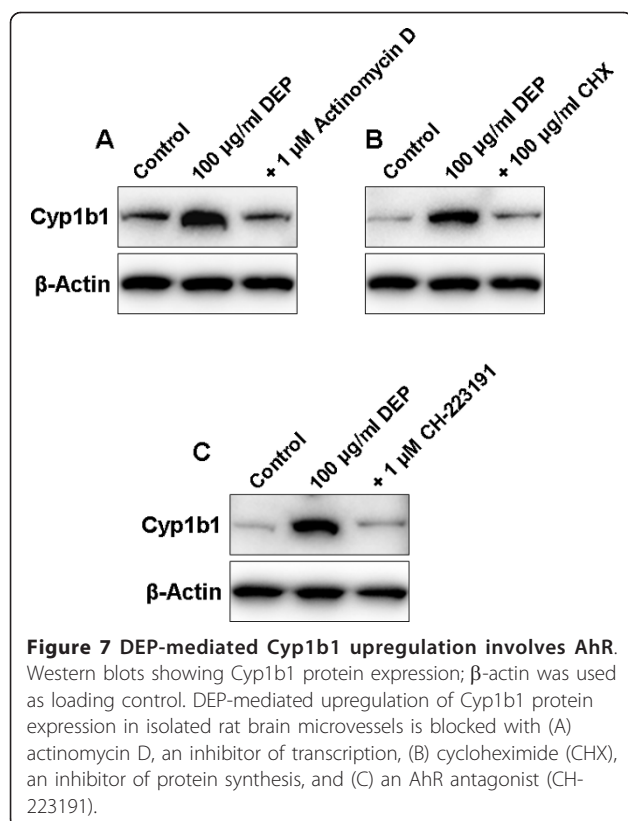 A
Control
100 µg/ml DEP
+ 1 µM Actinomycin D
B
Control
100 µg/ml DEP
+ 100 µg/ml CHX
Cyp1b1
β-Actin
C
Control
100 µg/ml DEP
+ 1 µM CH-223191
Cyp1b1
β-Actin
Figure 7 DEP-mediated Cyp1b1 upregulation involves AhR.
Western blots showing Cyp1b1 protein expression; β-actin was used
as loading control. DEP-mediated upregulation of Cyp1b1 protein
expression in isolated rat brain microvessels is blocked with (A)
actinomycin D, an inhibitor of transcription, (B) cycloheximide (CHX),
an inhibitor of protein synthesis, and (C) an AhR antagonist (CH-
223191).